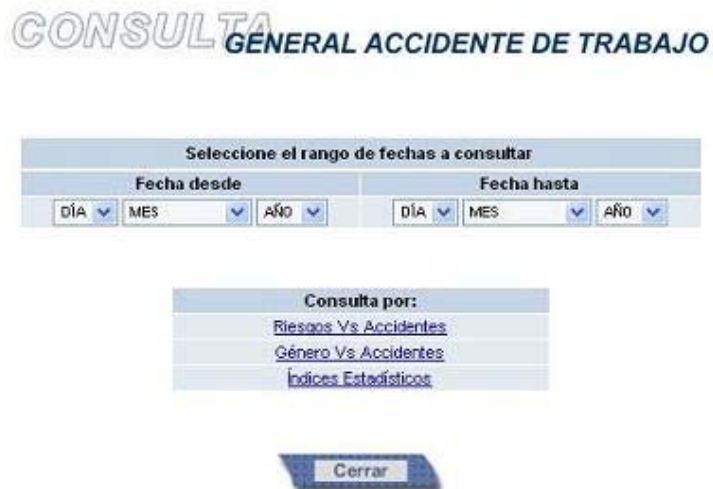 CONSULTA
GENERAL ACCIDENTE DE TRABAJO
Seleccione el rango de fechas a consultar
Fecha desde Fecha hasta
DÍA MES AÑO DÍA MES AÑO
Consulta por:
Riesgos Vs Accidentes
Género Vs Accidentes
Índices Estadísticos
Cerrar